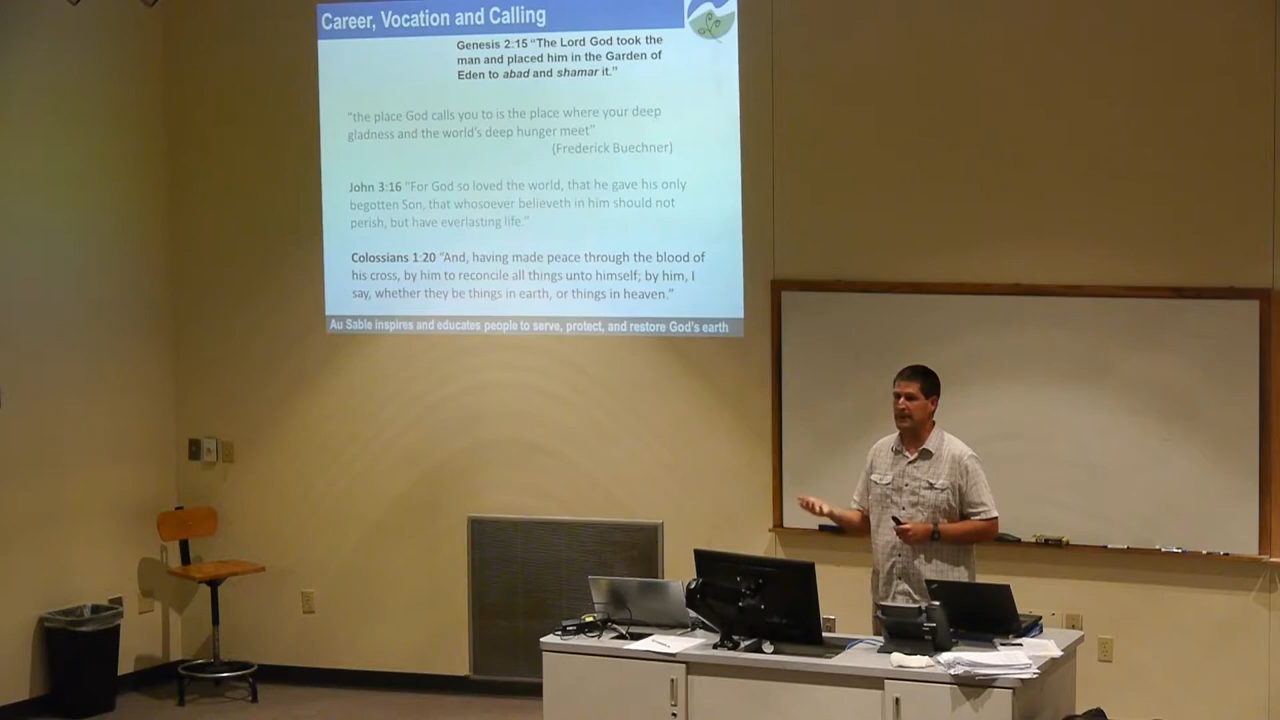 Career, Vocation and Calling
Genesis 2:15 “The Lord God took the
man and placed him in the Garden of
Eden to abad and shamar it.”
“the place God calls you to is the place where your deep
gladness and the world’s deep hunger meet”
(Frederick Buechner)
John 3:16 “For God so loved the world, that he gave his only
begotten Son, that whosoever believeth in him should not
perish, but have everlasting life.”
Colossians 1:20 “And, having made peace through the blood of
his cross, by him to reconcile all things unto himself; by him, I
say, whether they be things in earth, or things in heaven.”
Au Sable inspires and educates people to serve, protect, and restore God’s earth